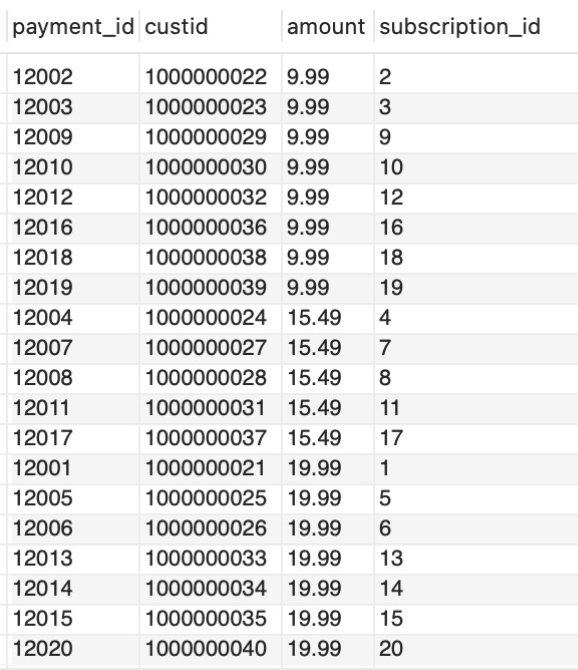 payment_id custid amount subscription_id
12002 1000000022 9.99 2
12003 1000000023 9.99 3
12009 1000000029 9.99 9
12010 1000000030 9.99 10
12012 1000000032 9.99 12
12016 1000000036 9.99 16
12018 1000000038 9.99 18
12019 1000000039 9.99 19
12004 1000000024 15.49 4
12007 1000000027 15.49 7
12008 1000000028 15.49 8
12011 1000000031 15.49 11
12017 1000000037 15.49 17
12001 1000000021 19.99 1
12005 1000000025 19.99 5
12006 1000000026 19.99 6
12013 1000000033 19.99 13
12014 1000000034 19.99 14
12015 1000000035 19.99 15
12020 1000000040 19.99 20